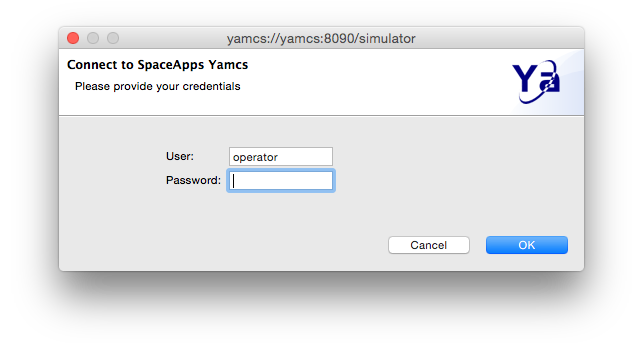 yamcs://yamcs:8090/simulator
Connect to SpaceApps Yamcs
Please provide your credentials
Ya
User: operator
Password:
Cancel OK